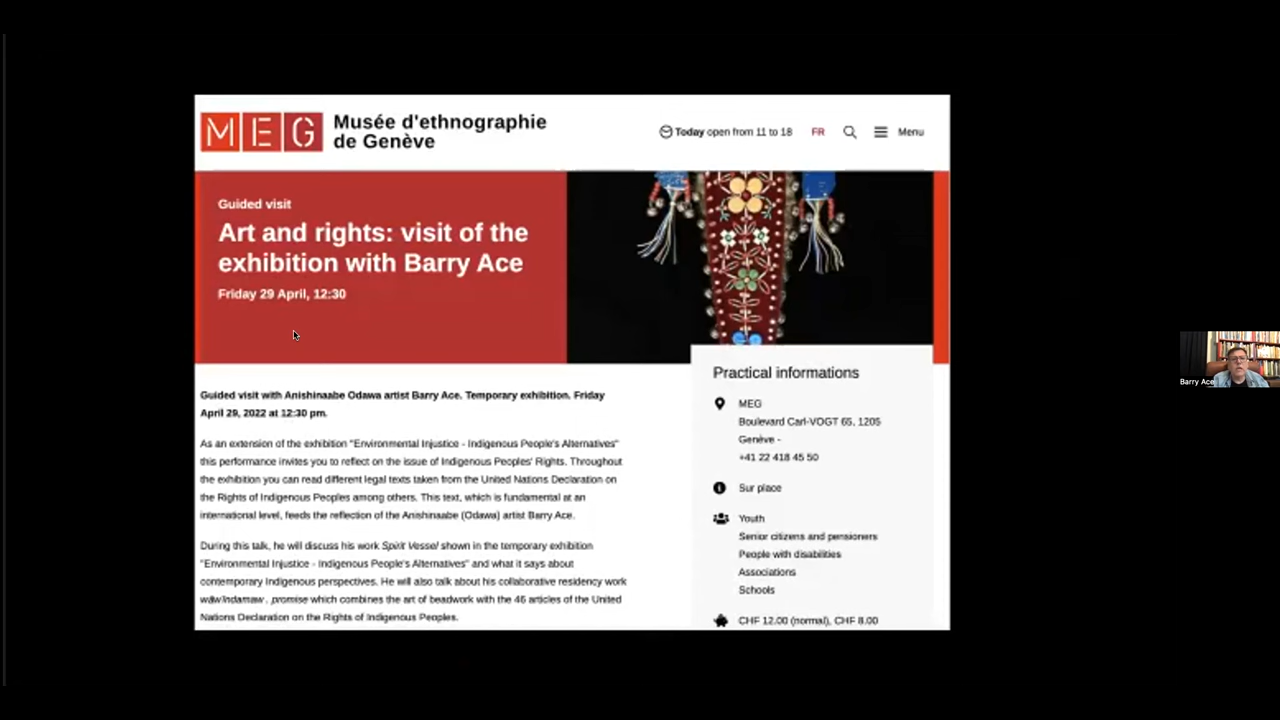 MEG
Musée d'ethnographie
de Genève
Today open from 11 to 18
FR
Menu
Guided visit
Art and rights: visit of the
exhibition with Barry Ace
Friday 29 April, 12:30
Guided visit with Anishinaabe Odawa artist Barry Ace. Temporary exhibition. Friday
April 29, 2022 at 12:30 pm.
As an extension of the exhibition "Environmental Injustice - Indigenous People's Alternatives"
this performance invites you to reflect on the issue of Indigenous Peoples' Rights. Throughout
the exhibition you can read different legal texts taken from the United Nations Declaration on
the Rights of Indigenous Peoples among others. This text, which is fundamental at an
international level, feeds the reflection of the Anishinaabe (Odawa) artist Barry Ace.
During this talk, he will discuss his work Spirit Vessel shown in the temporary exhibition
"Environmental Injustice - Indigenous People's Alternatives" and what it says about
contemporary Indigenous perspectives. He will also talk about his collaborative residency work
promise which combines the art of beadwork with the 46 articles of the United
Nations Declaration on the Rights of Indigenous Peoples.
Practical informations
MEG
Boulevard Carl-VOGT 65, 1205
Genève -
+41 22 418 45 50
Sur place
Youth
Senior citizens and pensioners
People with disabilities
Associations
Schools
CHF 12.00 (normal), CHF 8.00
Barry Ace